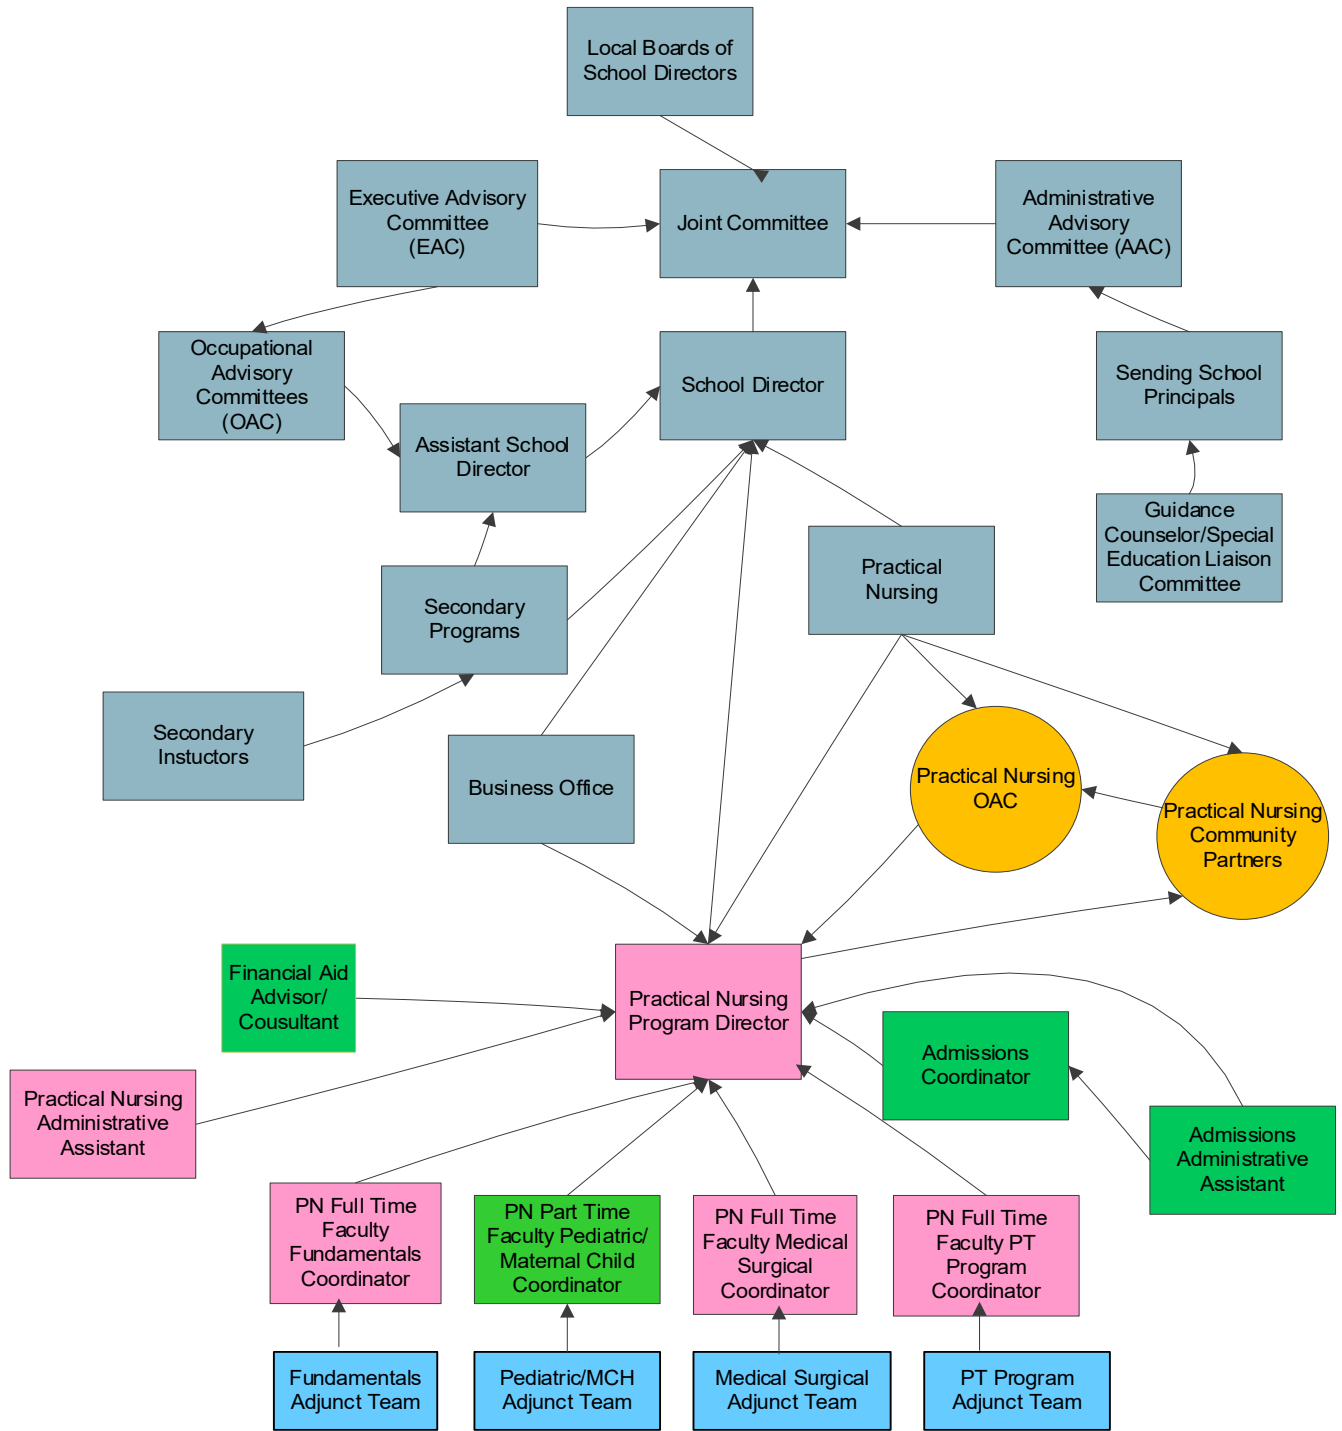 Local Boards of
School Directors
Executive Advisory
Committee
(EAC)
Joint Committee
Administrative
Advisory
Committee (AAC)
Occupational
Advisory
Committees
(OAC)
School Director
Sending School
Principals
Assistant School
Director
Guidance
Counselor/Special
Education Liaison
Committee
Practical
Nursing
Secondary
Programs
Secondary
Instuctors
Business Office
Practical Nursing
OAC
Practical Nursing
Community
Partners
Financial Aid
Advisor/
Cousultant
Practical Nursing
Program Director
Admissions
Coordinator
Practical Nursing
Administrative
Assistant
Admissions
Administrative
Assistant
PN Full Time
Faculty
Fundamentals
Coordinator
PN Part Time
Faculty Pediatric/
Maternal Child
Coordinator
PN Full Time
Faculty Medical
Surgical
Coordinator
PN Full Time
Faculty PT
Program
Coordinator
Fundamentals
Adjunct Team
Pediatric/MCH
Adjunct Team
Medical Surgical
Adjunct Team
PT Program
Adjunct Team